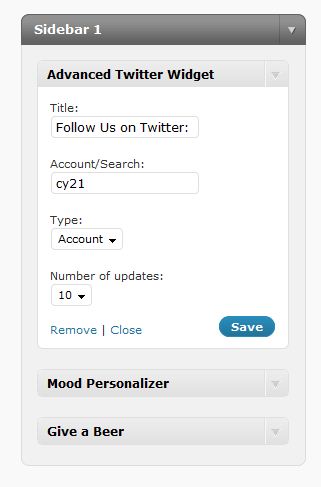 Sidebar 1
Advanced Twitter Widget
Title:
Follow Us on Twitter:
Account/Search:
cy21
Type:
Account
Number of updates:
10
Remove | Close
Save
Mood Personalizer
Give a Beer